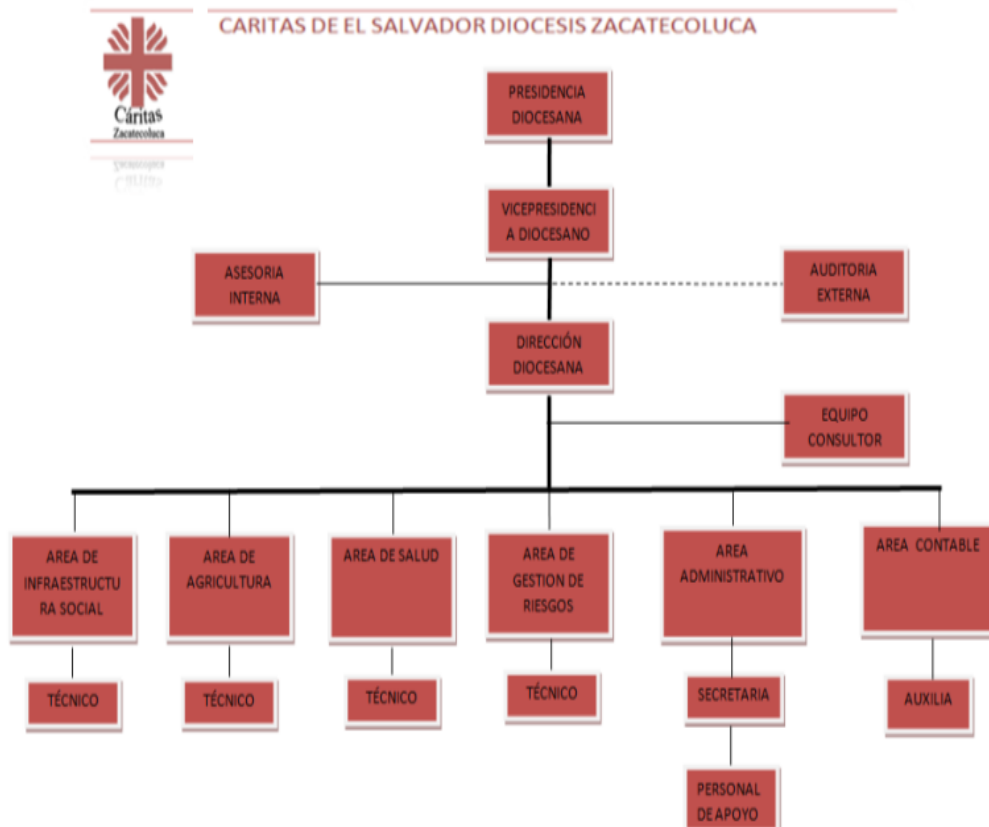 CARITAS DE EL SALVADOR DIOCESIS ZACATECOLUCA
Cáritas
Zacatecoluca
PRESIDENCIA
DIOCESANA
VICEPRESIDENCI
A DIOCESANO
ASESORIA
INTERNA
AUDITORIA
EXTERNA
DIRECCIÓN
DIOCESANA
EQUIPO
CONSULTOR
AREA DE
INFRAESTRUCTU
RA SOCIAL
AREA DE
AGRICULTURA
AREA DE SALUD
AREA DE
GESTION DE
RIESGOS
AREA
ADMINISTRATIVO
AREA CONTABLE
TÉCNICO
TÉCNICO
TÉCNICO
TÉCNICO
SECRETARIA
AUXILIA
PERSONAL
DE APOYO